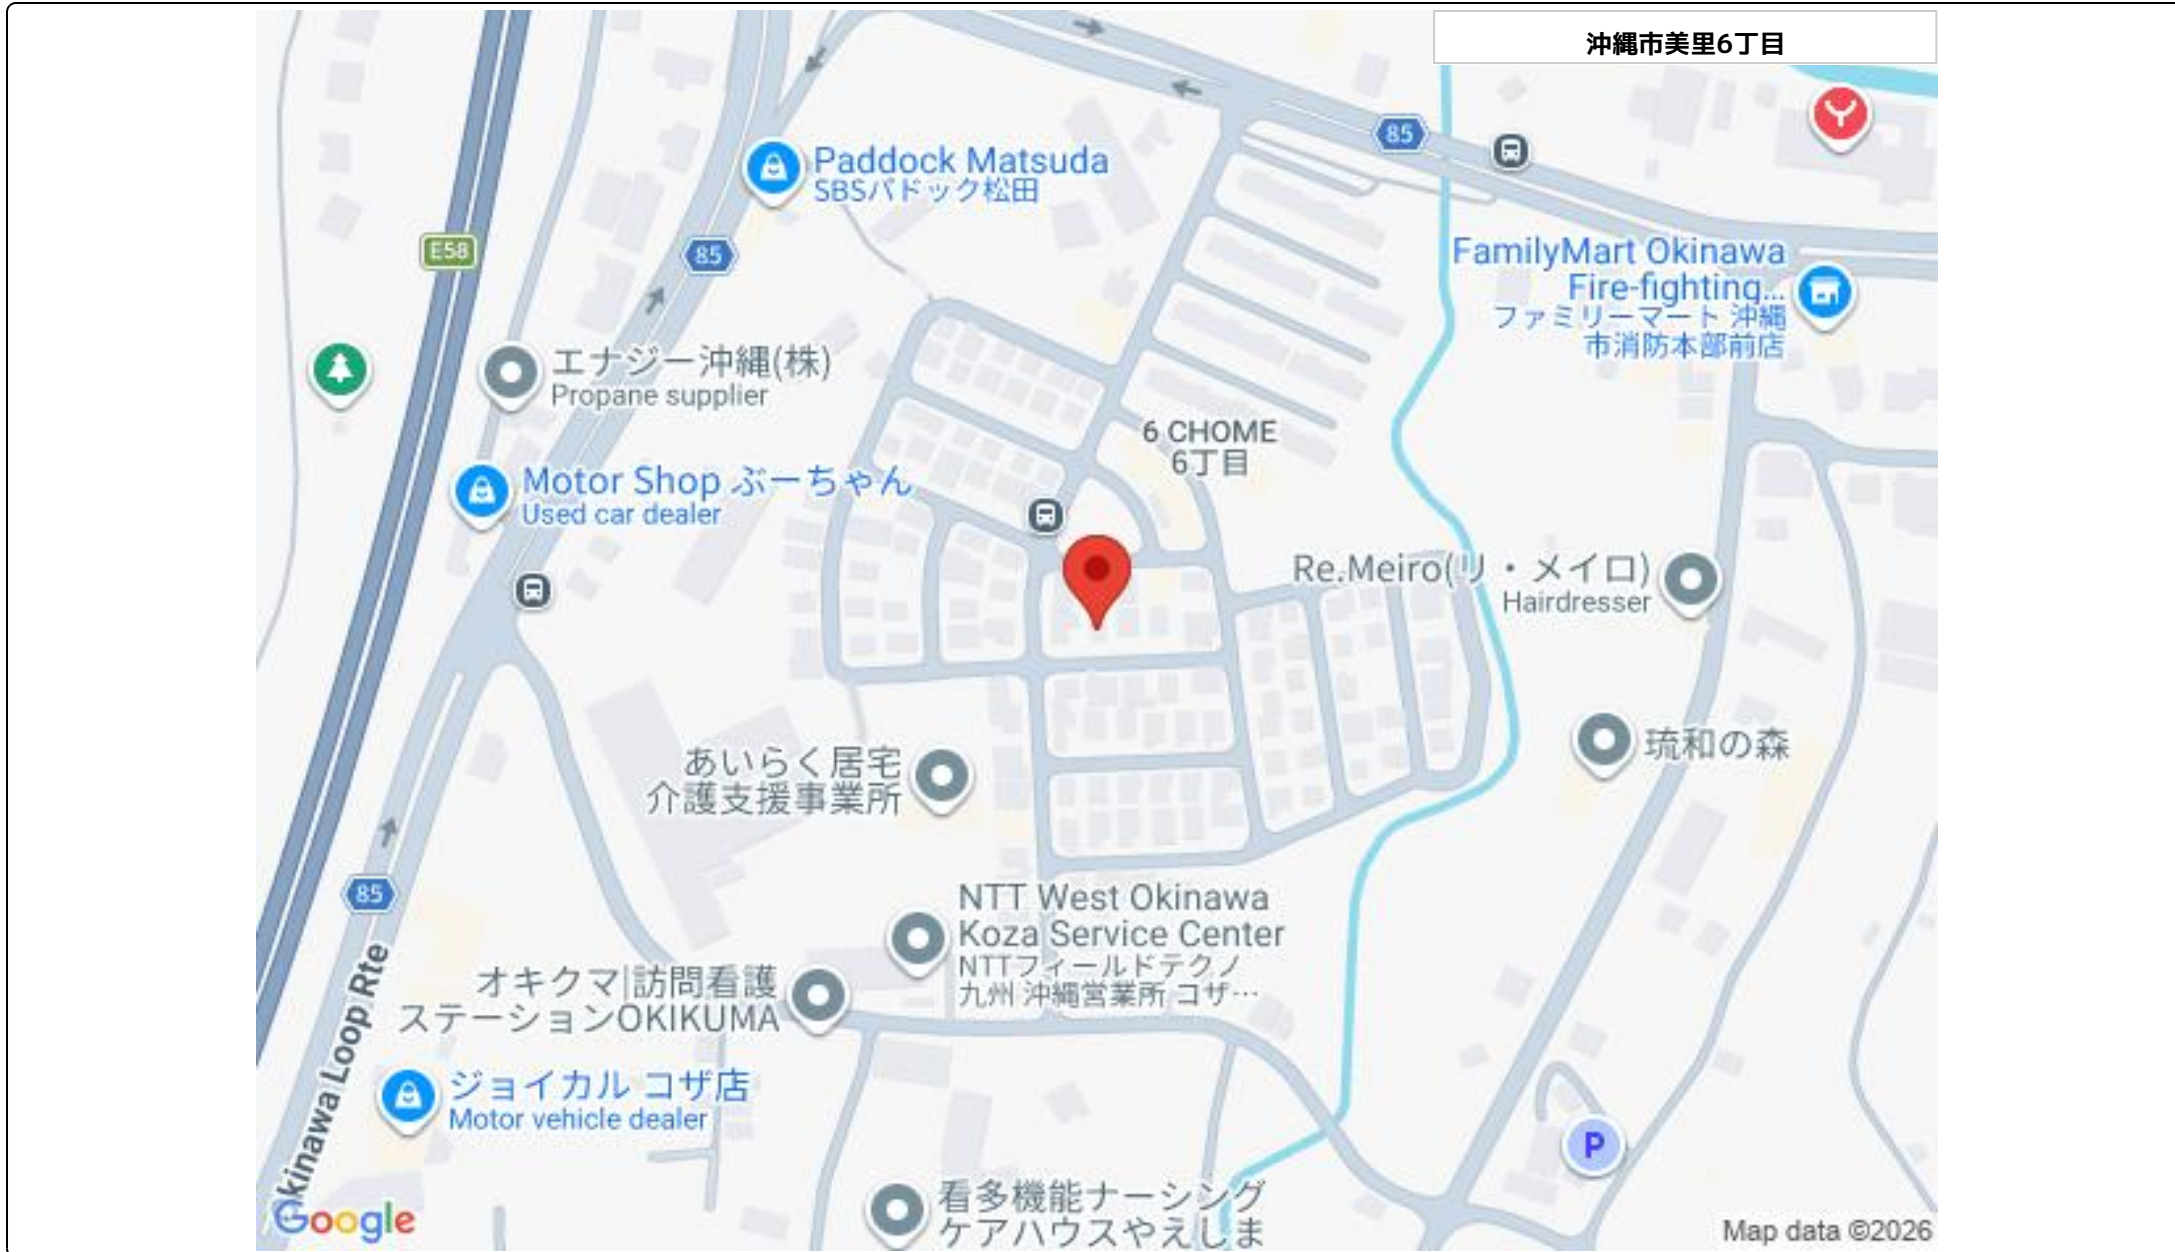 沖縄市美里6丁目
85
Paddock Matsuda
SBSパドック松田
E58
85
FamilyMart Okinawa
Fire-fighting...
ファミリーマート 沖縄
市消防本部前店
エナジー沖縄(株)
Propane supplier
6 CHOME
6丁目
Motor Shop ぶーちゃん
Used car dealer
Re.Meiro(リ・メイロ)
Hairdresser
琉和の森
あいらく居宅
介護支援事業所
85
NTT West Okinawa
Koza Service Center
NTTフィールドテクノ
九州 沖縄営業所 コザ…
オキクマ|訪問看護
ステーションOKIKUMA
kinawa Loop Rte
ジョイカル コザ店
Motor vehicle dealer
P
看多機能ナーシング
ケアハウスやえしま
Google
Map data ©2026